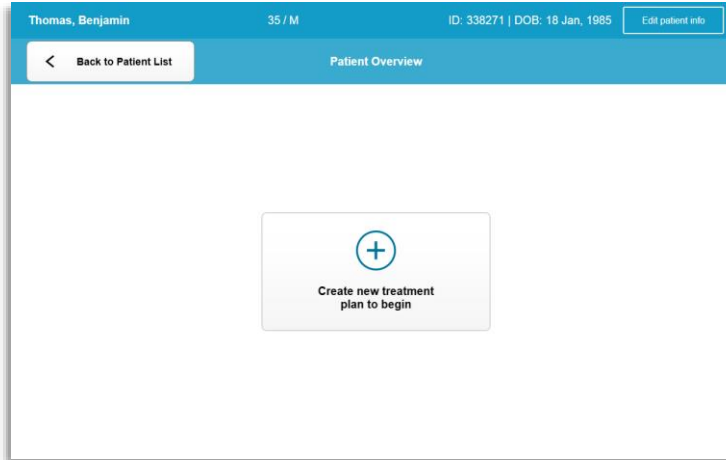 Thomas, Benjamin 35 / M ID: 338271 | DOB: 18 Jan, 1985 Edit patient info
Back to Patient List Patient Overview
Create new treatment
plan to begin